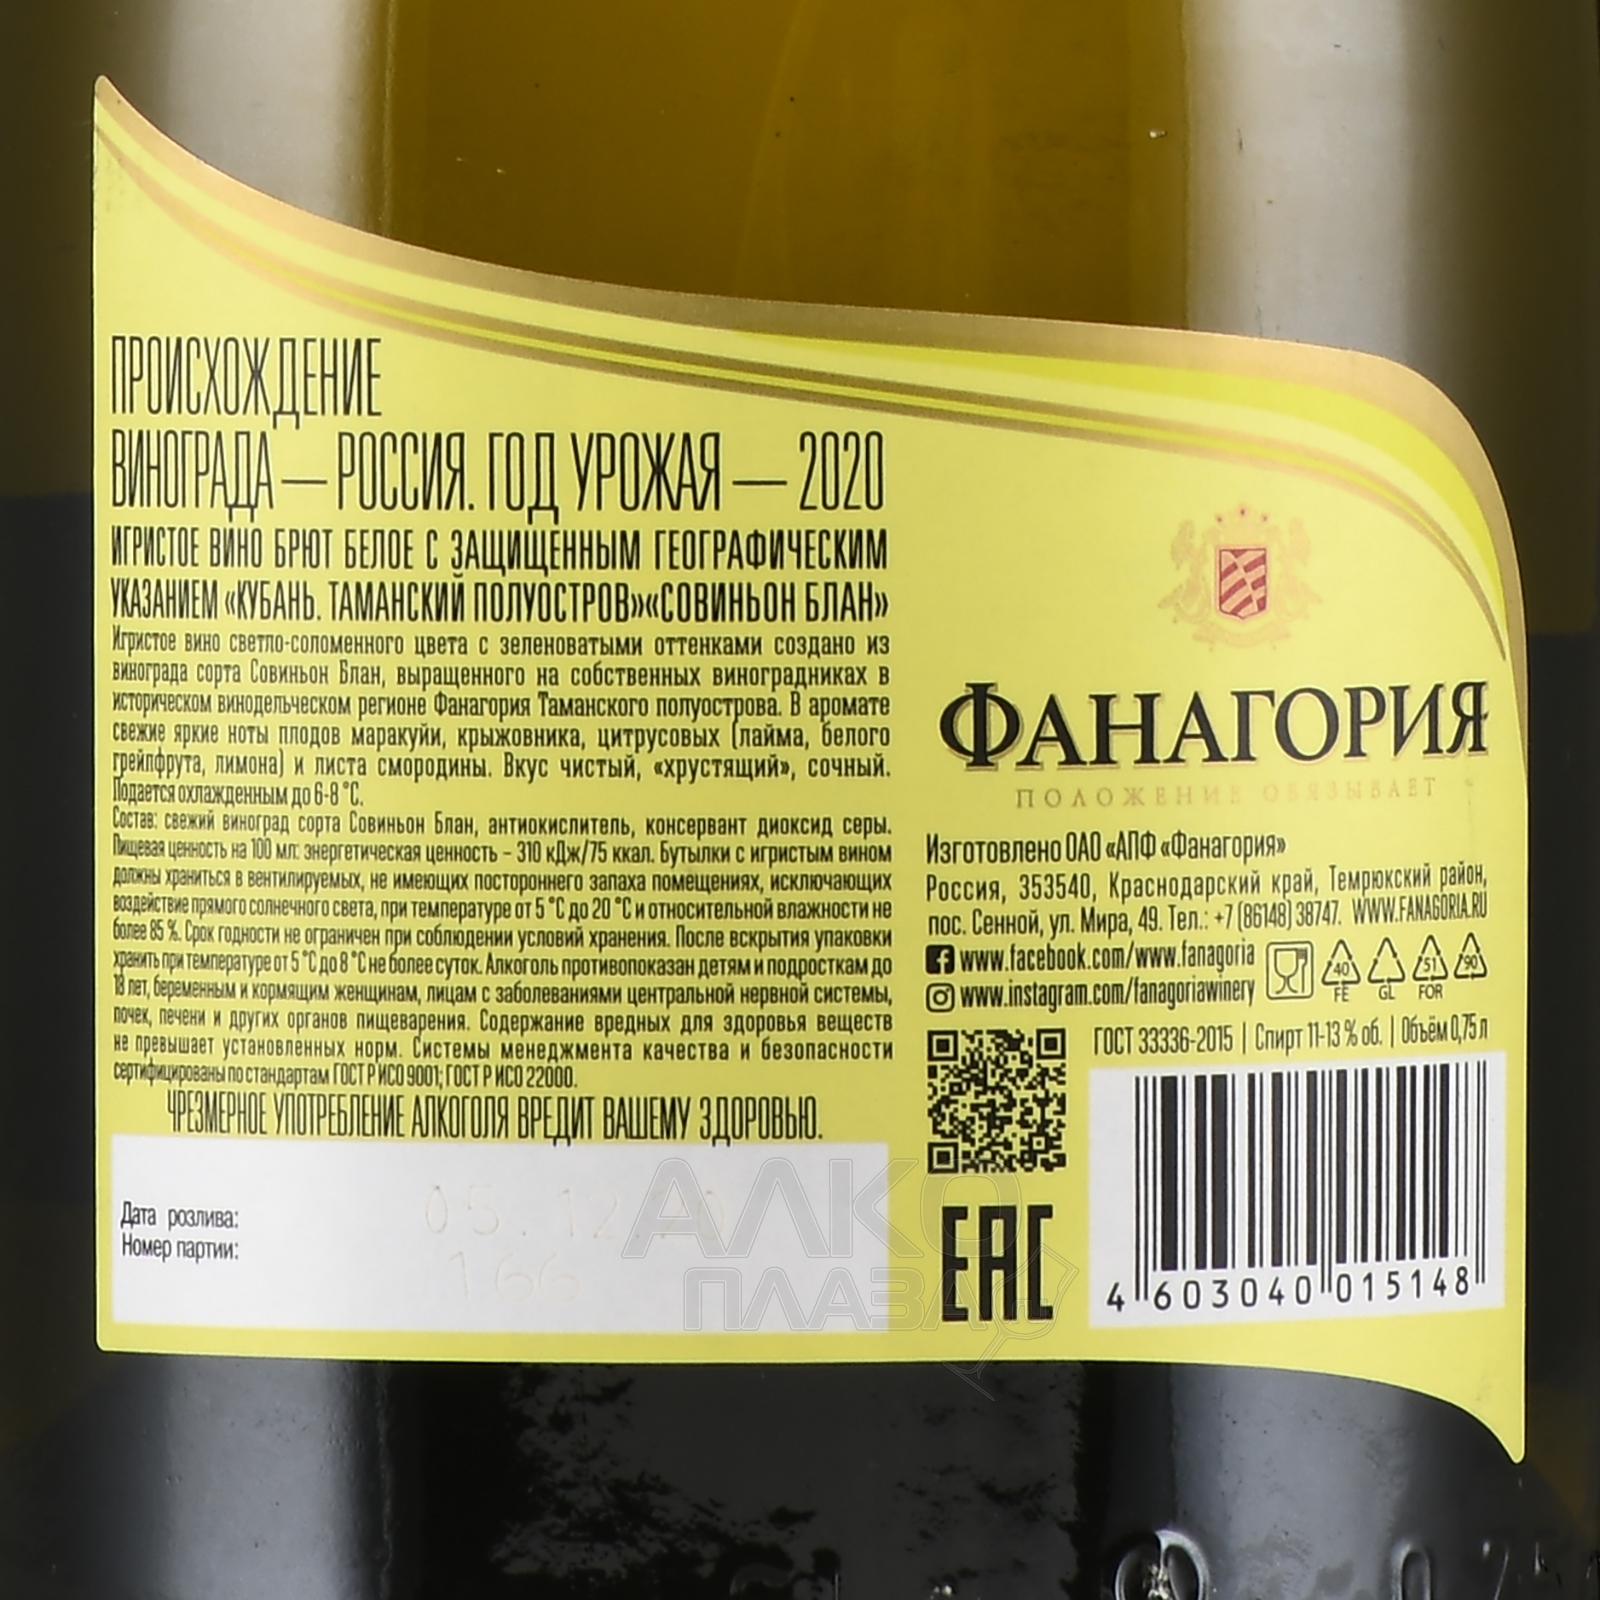 ПРОИСХОЖДЕНИЕ
ВИНОГРАДА — РОССИЯ. ГОД УРОЖАЯ — 2020
ИГРИСТОЕ ВИНО БРЮТ БЕЛОЕ С ЗАЩИЩЕННЫМ ГЕОГРАФИЧЕСКИМ
УКАЗАНИЕМ «КУБАНЬ. ТАМАНСКИЙ ПОЛУОСТРОВ»«СОВИНЬОН БЛАН»
Игристое вино светло-соломенного цвета с зеленоватыми оттенками создано из
винограда сорта Совиньон Блан, выращенного на собственных виноградниках в
историческом винодельческом регионе Фанагория Таманского полуострова. В аромате
свежие яркие ноты плодов маракуйи, крыжовника, цитрусовых (лайма, белого
грейпфрута, лимона) и листа смородины. Вкус чистый, «хрустящий», сочный.
Подается охлажденным до 6-8 °С.
Состав: свежий виноград сорта Совиньон Блан, антиокислитель, консервант диоксид серы.
Пищевая ценность на 100 мл: энергетическая ценность – 310 кДж/75 ккал. Бутылки с игристым вином
должны храниться в вентилируемых, не имеющих постороннего запаха помещениях, исключающих
воздействие прямого солнечного света, при температуре от 5 °С до 20 °С и относительной влажности не
более 85 %. Срок годности не ограничен при соблюдении условий хранения. После вскрытия упаковки
хранить при температуре от 5 °С до 8 °С не более суток. Алкоголь противопоказан детям и подросткам до
18 лет, беременным и кормящим женщинам, лицам с заболеваниями центральной нервной системы,
почек, печени и других органов пищеварения. Содержание вредных для здоровья веществ
не превышает установленных норм. Системы менеджмента качества и безопасности
сертифицированы по стандартам ГОСТ Р ИСО 9001; ГОСТ Р ИСО 22000.
ЧРЕЗМЕРНОЕ УПОТРЕБЛЕНИЕ АЛКОГОЛЯ ВРЕДИТ ВАШЕМУ ЗДОРОВЬЮ.
Дата розлива: 05.12.20
Номер партии: 166
ФАНАГОРИЯ
ПОЛОЖЕНИЕ ОБЯЗЫВАЕТ
Изготовлено ОАО «АПФ «Фанагория»
Россия, 353540, Краснодарский край, Темрюкский район,
пос. Сенной, ул. Мира, 49. Тел.: +7 (86148) 38747. WWW.FANAGORIA.RU
www.facebook.com/www.fanagoria
www.instagram.com/fanagoriawinery
40 51 90
FE GL FOR
ГОСТ 33336-2015 | Спирт 11-13 % об. | Объём 0,75 л
EAC
4 603040 015148
АЛКО
ПЛАЗА